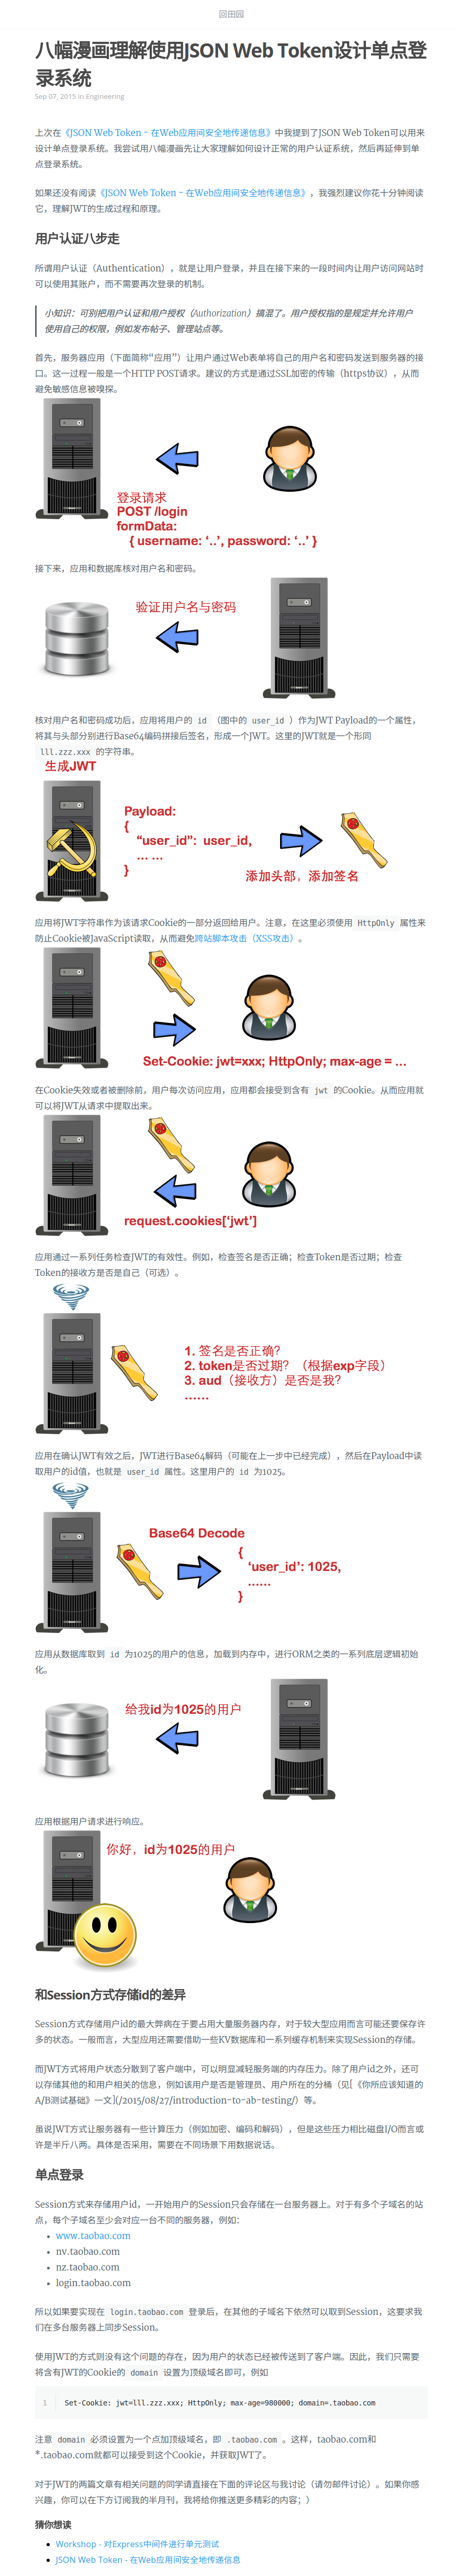 回田园
八幅漫画理解使用JSON Web Token设计单点登
录系统
Sep 07, 2015 in Engineering
上次在《JSON Web Token - 在Web应用间安全地传递信息》中我提到了JSON Web Token可以用来
设计单点登录系统。我尝试用八幅漫画先让大家理解如何设计正常的用户认证系统，然后再延伸到单
点登录系统。
如果还没有阅读《JSON Web Token - 在Web应用间安全地传递信息》，我强烈建议你花十分钟阅读
它，理解JWT的生成过程和原理。
用户认证八步走
所谓用户认证（Authentication），就是让用户登录，并且在接下来的一段时间内让用户访问网站时
可以使用其账户，而不需要再次登录的机制。
小知识：可别把用户认证和用户授权（Authorization）搞混了。用户授权指的是规定并允许用户
使用自己的权限，例如发布帖子、管理站点等。
首先，服务器应用（下面简称“应用”）让用户通过Web表单将自己的用户名和密码发送到服务器的接
口。这一过程一般是一个HTTP POST请求。建议的方式是通过SSL加密的传输（https协议），从而
避免敏感信息被嗅探。
登录请求
POST /login
formData:
{ username: ‘..’, password: ‘..’ }
接下来，应用和数据库核对用户名和密码。
验证用户名与密码
核对用户名和密码成功后，应用将用户的 id （图中的 user_id ）作为JWT Payload的一个属性，
将其与头部分别进行Base64编码拼接后签名，形成一个JWT。这里的JWT就是一个形同
lll.zzz.xxx 的字符串。
生成JWT
Payload:
{
“user_id”: user_id,
... ...
}
添加头部，添加签名
应用将JWT字符串作为该请求Cookie的一部分返回给用户。注意，在这里必须使用 HttpOnly 属性来
防止Cookie被JavaScript读取，从而避免跨站脚本攻击（XSS攻击）。
Set-Cookie: jwt=xxx; HttpOnly; max-age = ...
在Cookie失效或者被删除前，用户每次访问应用，应用都会接受到含有 jwt 的Cookie。从而应用就
可以将JWT从请求中提取出来。
request.cookies[‘jwt’]
应用通过一系列任务检查JWT的有效性。例如，检查签名是否正确；检查Token是否过期；检查
Token的接收方是否是自己（可选）。
1. 签名是否正确？
2. token是否过期？（根据exp字段）
3. aud（接收方）是否是我？
......
应用在确认JWT有效之后，JWT进行Base64解码（可能在上一步中已经完成），然后在Payload中读
取用户的id值，也就是 user_id 属性。这里用户的 id 为1025。
Base64 Decode
{
‘user_id’: 1025,
......
}
应用从数据库取到 id 为1025的用户的信息，加载到内存中，进行ORM之类的一系列底层逻辑初始
化。
给我id为1025的用户
应用根据用户请求进行响应。
你好，id为1025的用户
和Session方式存储id的差异
Session方式存储用户id的最大弊病在于要占用大量服务器内存，对于较大型应用而言可能还要保存许
多的状态。一般而言，大型应用还需要借助一些KV数据库和一系列缓存机制来实现Session的存储。
而JWT方式将用户状态分散到了客户端中，可以明显减轻服务端的内存压力。除了用户id之外，还可
以存储其他的和用户相关的信息，例如该用户是否是管理员、用户所在的分桶（见[《你所应该知道的
A/B测试基础》一文](/2015/08/27/introduction-to-ab-testing/）等。
虽说JWT方式让服务器有一些计算压力（例如加密、编码和解码），但是这些压力相比磁盘I/O而言或
许是半斤八两。具体是否采用，需要在不同场景下用数据说话。
单点登录
Session方式来存储用户id，一开始用户的Session只会存储在一台服务器上。对于有多个子域名的站
点，每个子域名至少会对应一台不同的服务器，例如：
www.taobao.com
nv.taobao.com
nz.taobao.com
login.taobao.com
所以如果要实现在 login.taobao.com 登录后，在其他的子域名下依然可以取到Session，这要求我
们在多台服务器上同步Session。
使用JWT的方式则没有这个问题的存在，因为用户的状态已经被传送到了客户端。因此，我们只需要
将含有JWT的Cookie的 domain 设置为顶级域名即可，例如
1 Set-Cookie: jwt=lll.zzz.xxx; HttpOnly; max-age=980000; domain=.taobao.com
注意 domain 必须设置为一个点加顶级域名，即 .taobao.com 。这样，taobao.com和
*.taobao.com就都可以接受到这个Cookie，并获取JWT了。
对于JWT的两篇文章有相关问题的同学请直接在下面的评论区与我讨论（请勿邮件讨论）。如果你感
兴趣，你可以在下方订阅我的半月刊，我将给你推送更多精彩的内容；）
猜你想读
Workshop - 对Express中间件进行单元测试
JSON Web Token - 在Web应用间安全地传递信息